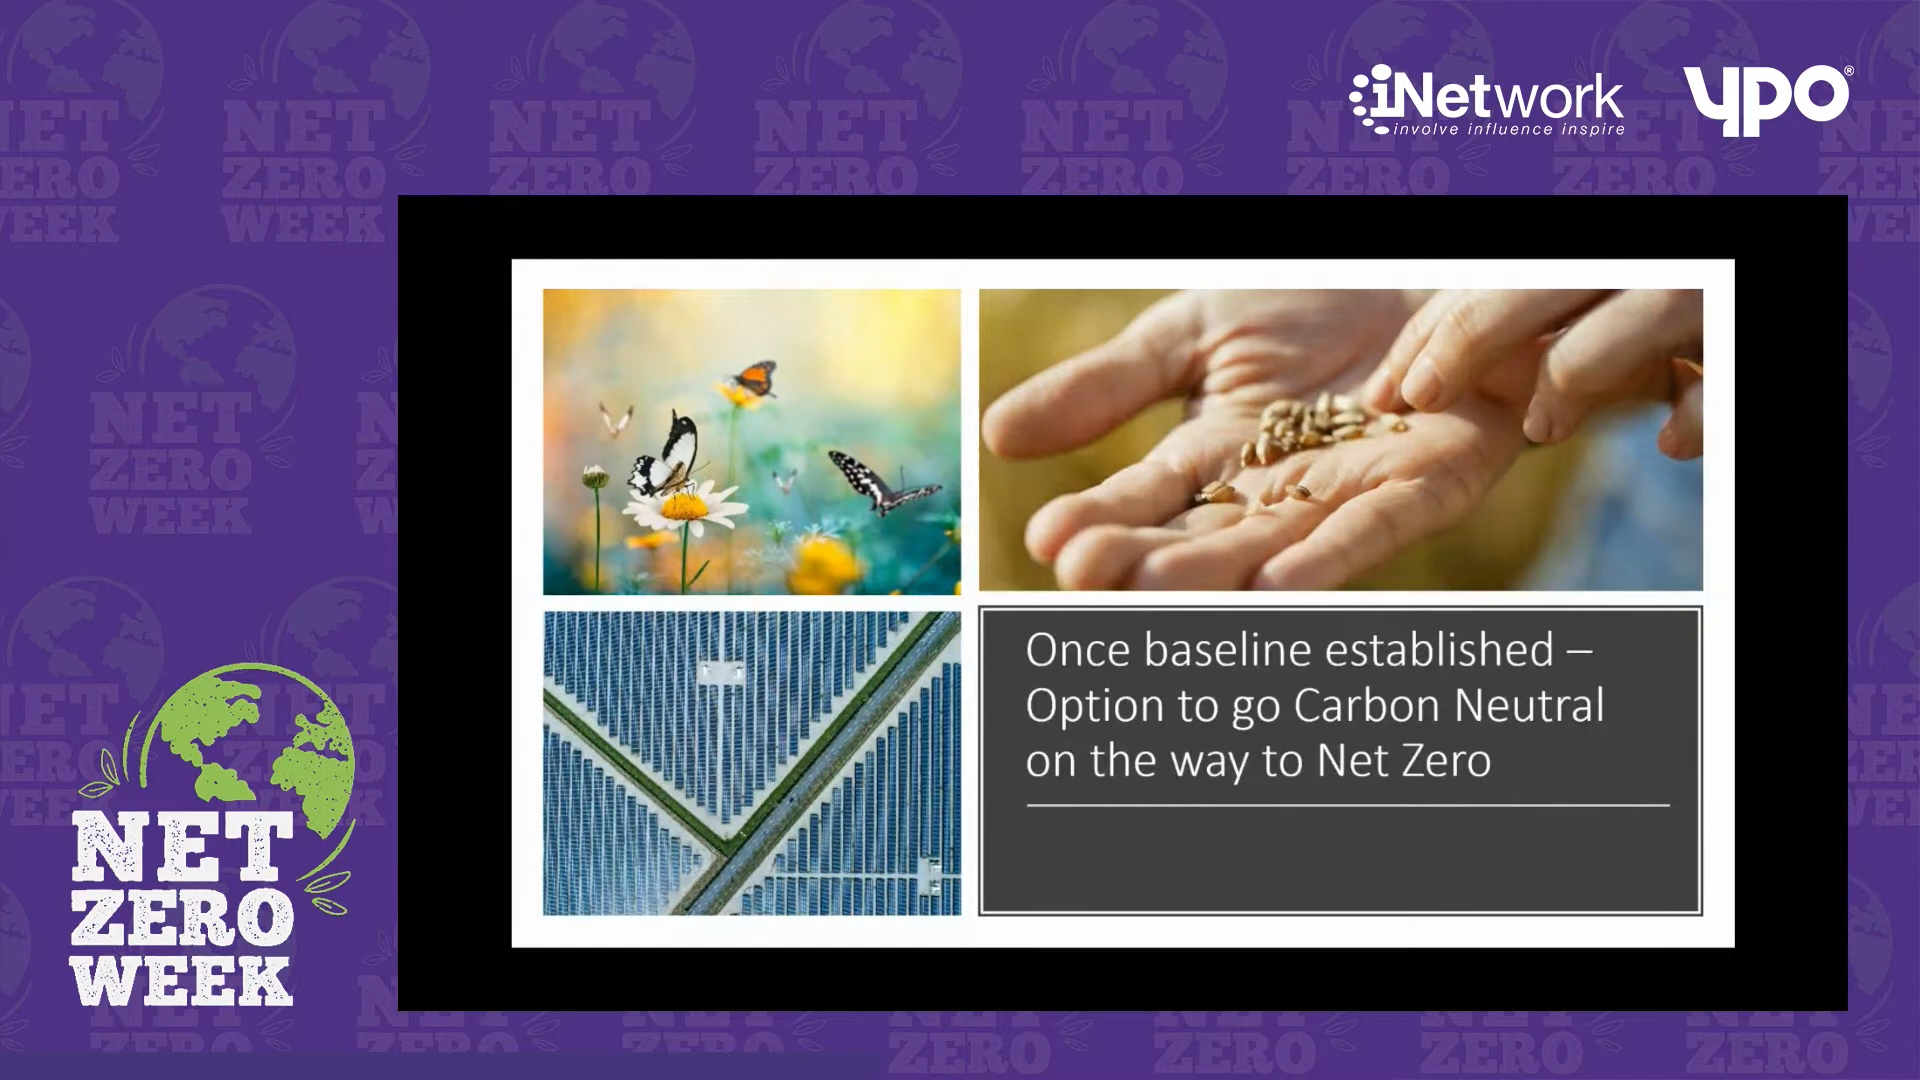 iNetwork
involve influence inspire
ypo®
Once baseline established –
Option to go Carbon Neutral
on the way to Net Zero
NET
ZERO
WEEK